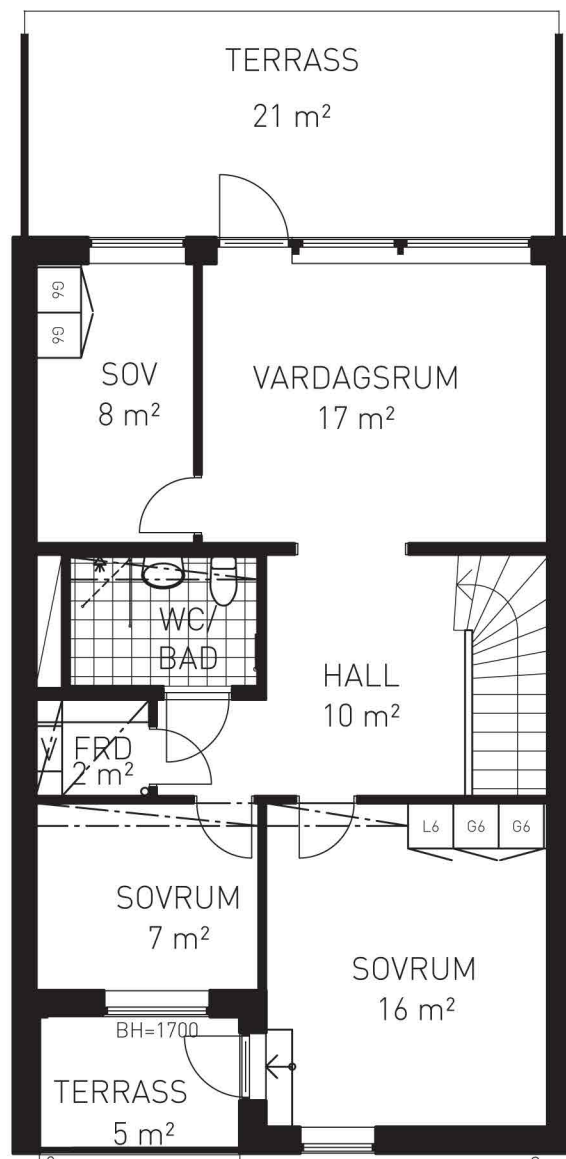 TERRASS
21 m²
G6
G6
SOV
8 m²
VARDAGSRUM
17 m²
WC/
BAD
HALL
10 m²
V
FRD
2 m²
L6 G6 G6
SOVRUM
7 m²
SOVRUM
16 m²
BH=1700
TERRASS
5 m²